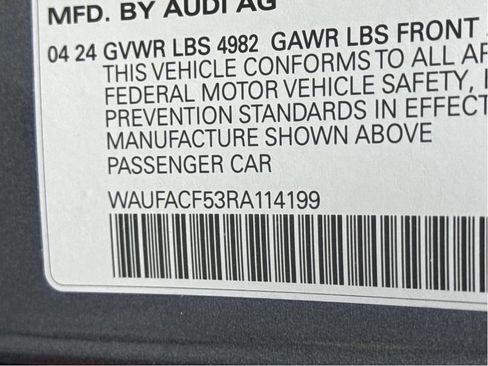 MFD. BY AUDI AG
04 24 GVWR LBS 4982 GAWR LBS FRONT
THIS VEHICLE CONFORMS TO ALL
FEDERAL MOTOR VEHICLE SAFETY,
PREVENTION STANDARDS IN EFFECT
MANUFACTURE SHOWN ABOVE
PASSENGER CAR
WAUFACF53RA114199